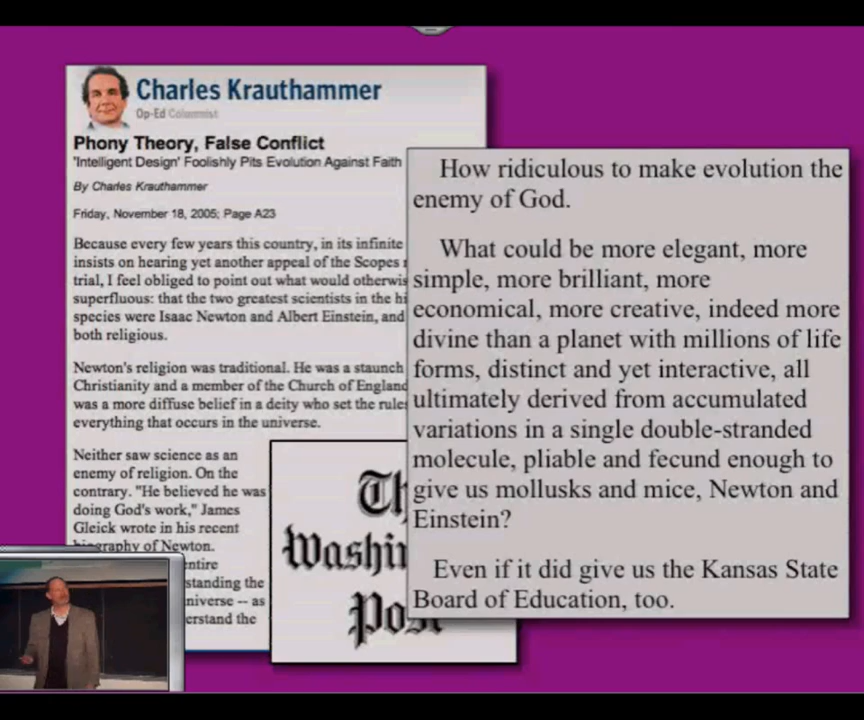 Charles Krauthammer
Op-Ed Columnist
Phony Theory, False Conflict
'Intelligent Design' Foolishly Pits Evolution Against Faith
By Charles Krauthammer
Friday, November 18, 2005; Page A23
Because every few years this country, in its infinite
insists on hearing yet another appeal of the Scopes
trial, I feel obliged to point out what would otherwis
superfluous: that the two greatest scientists in the hi
species were Isaac Newton and Albert Einstein, and
both religious.
Newton's religion was traditional. He was a staunch
Christianity and a member of the Church of England
was a more diffuse belief in a deity who set the rules
everything that occurs in the universe.
Neither saw science as an
enemy of religion. On the
contrary. "He believed he was
doing God's work," James
Gleick wrote in his recent
biography of Newton.
entire
standing the
niverse -- as
erstand the
Th
Washin
Post
How ridiculous to make evolution the
enemy of God.
What could be more elegant, more
simple, more brilliant, more
economical, more creative, indeed more
divine than a planet with millions of life
forms, distinct and yet interactive, all
ultimately derived from accumulated
variations in a single double-stranded
molecule, pliable and fecund enough to
give us mollusks and mice, Newton and
Einstein?
Even if it did give us the Kansas State
Board of Education, too.